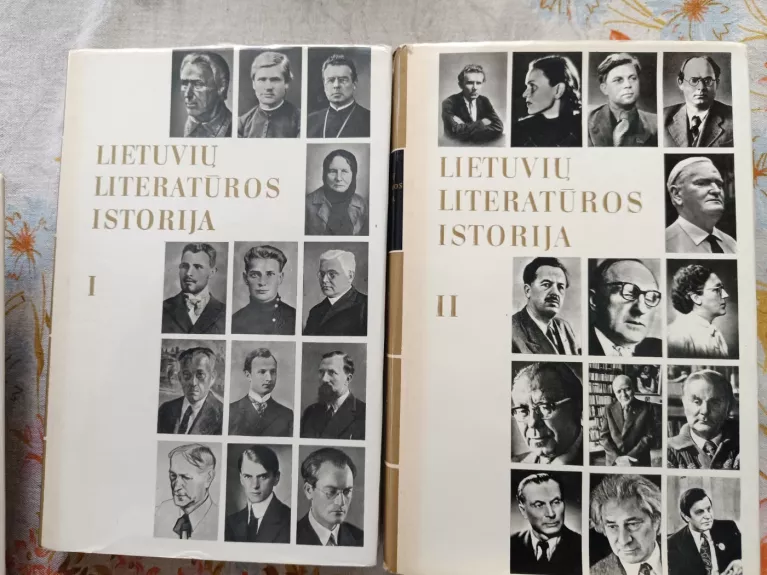 LIETUVIŲ
LITERATŪROS
ISTORIJA
I
LIETUVIŲ
LITERATŪROS
ISTORIJA
II